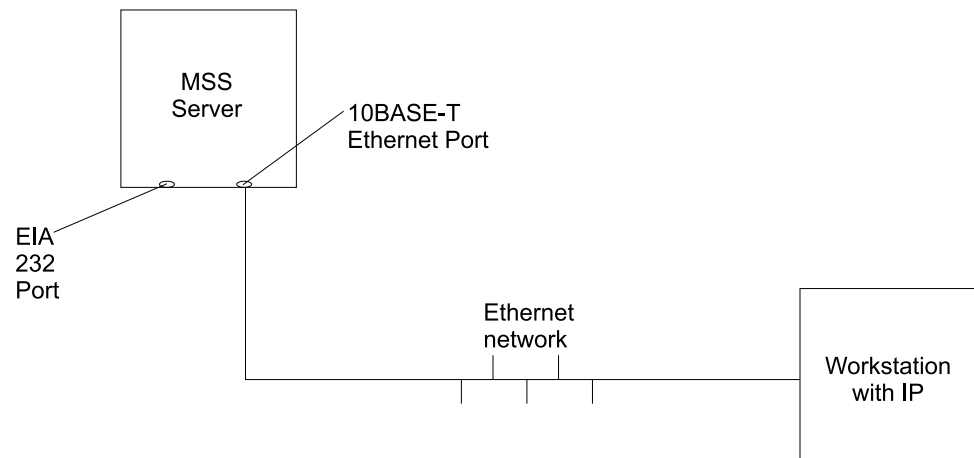 MSS
Server
10BASE-T
Ethernet Port
EIA
232
Port
Ethernet
network
Workstation
with IP